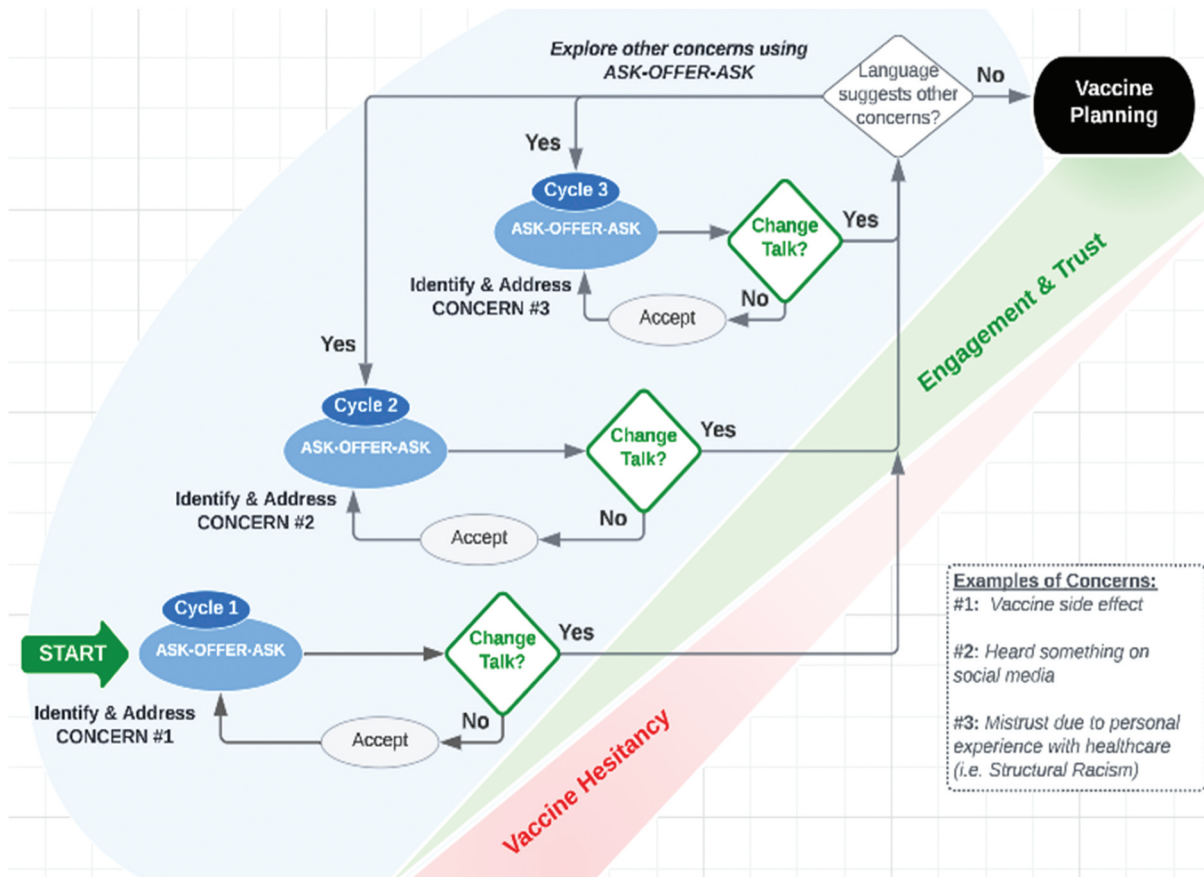 Explore other concerns using
ASK-OFFER-ASK
Language
suggests other
concerns?
No
Vaccine
Planning
Yes
Cycle 3
ASK-OFFER-ASK
Change
Talk?
Yes
Identify & Address
CONCERN #3
No
Accept
Yes
Cycle 2
ASK-OFFER-ASK
Change
Talk?
Yes
Identify & Address
CONCERN #2
No
Accept
START
Cycle 1
ASK-OFFER-ASK
Change
Talk?
Yes
Identify & Address
CONCERN #1
No
Accept
Engagement & Trust
Vaccine Hesitancy
Examples of Concerns:
#1: Vaccine side effect
#2: Heard something on
social media
#3: Mistrust due to personal
experience with healthcare
(i.e. Structural Racism)